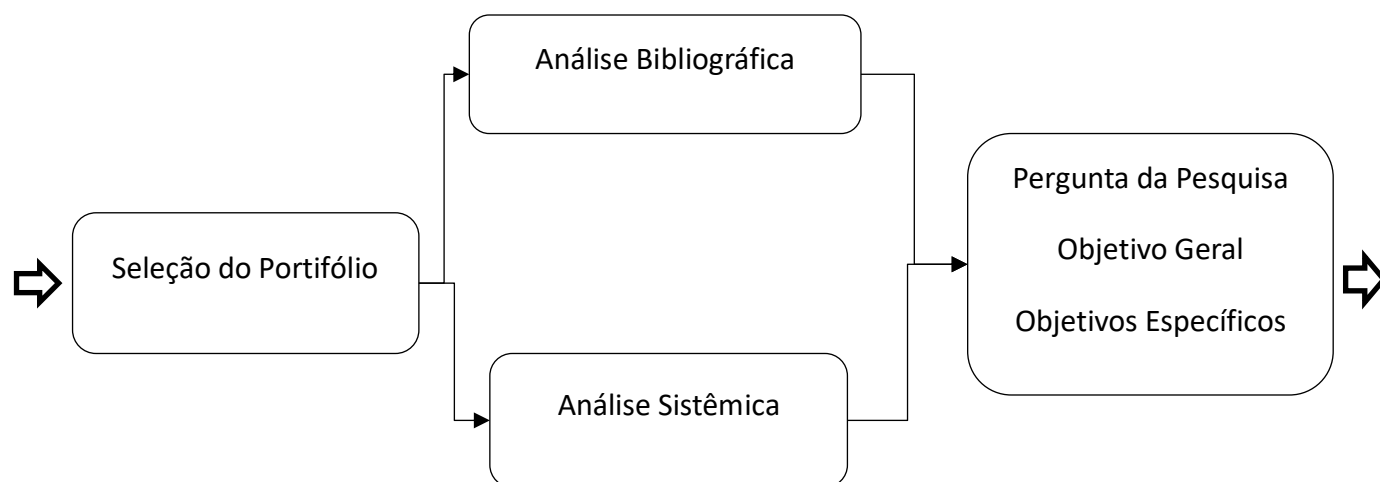 Análise Bibliográfica
Seleção do Portifólio
Análise Sistêmica
Pergunta da Pesquisa
Objetivo Geral
Objetivos Específicos